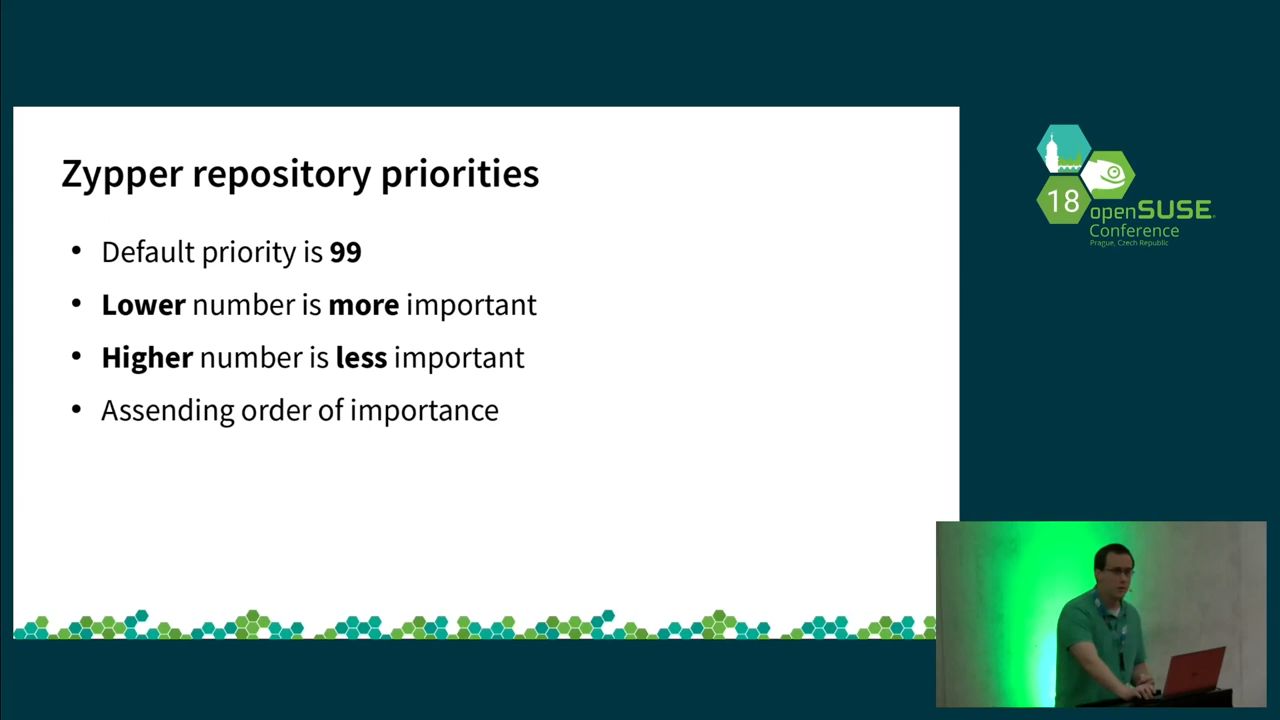 Zypper repository priorities
• Default priority is 99
• Lower number is more important
• Higher number is less important
• Assending order of importance
18
openSUSE
Conference
Prague, Czech Republic